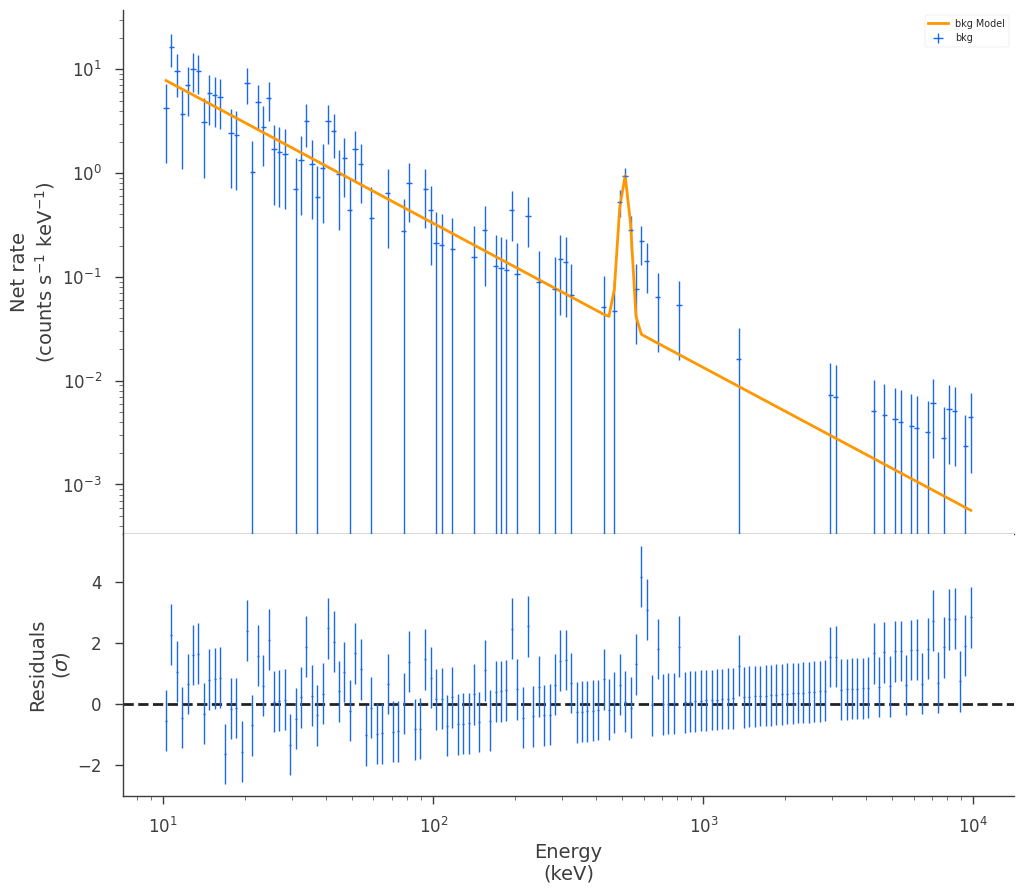 bkg Model
bkg
Net rate
(counts s⁻¹ keV⁻¹)
10¹
10⁰
10⁻¹
10⁻²
10⁻³
Residuals
(σ)
4
2
0
−2
10¹
10²
10³
10⁴
Energy
(keV)